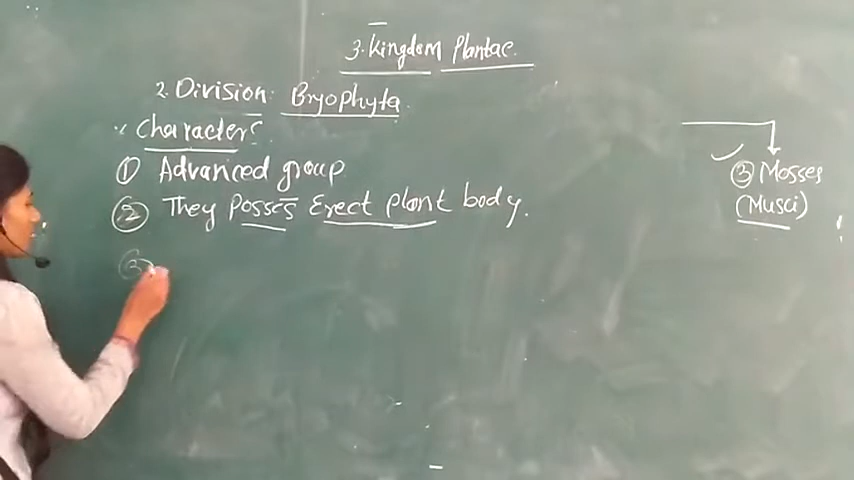 3. Kingdom Plantae.
2. Division: Bryophyta.
Characters
① Advanced group
② They Posses Erect plant body.
③
③ Mosses
(Musci)